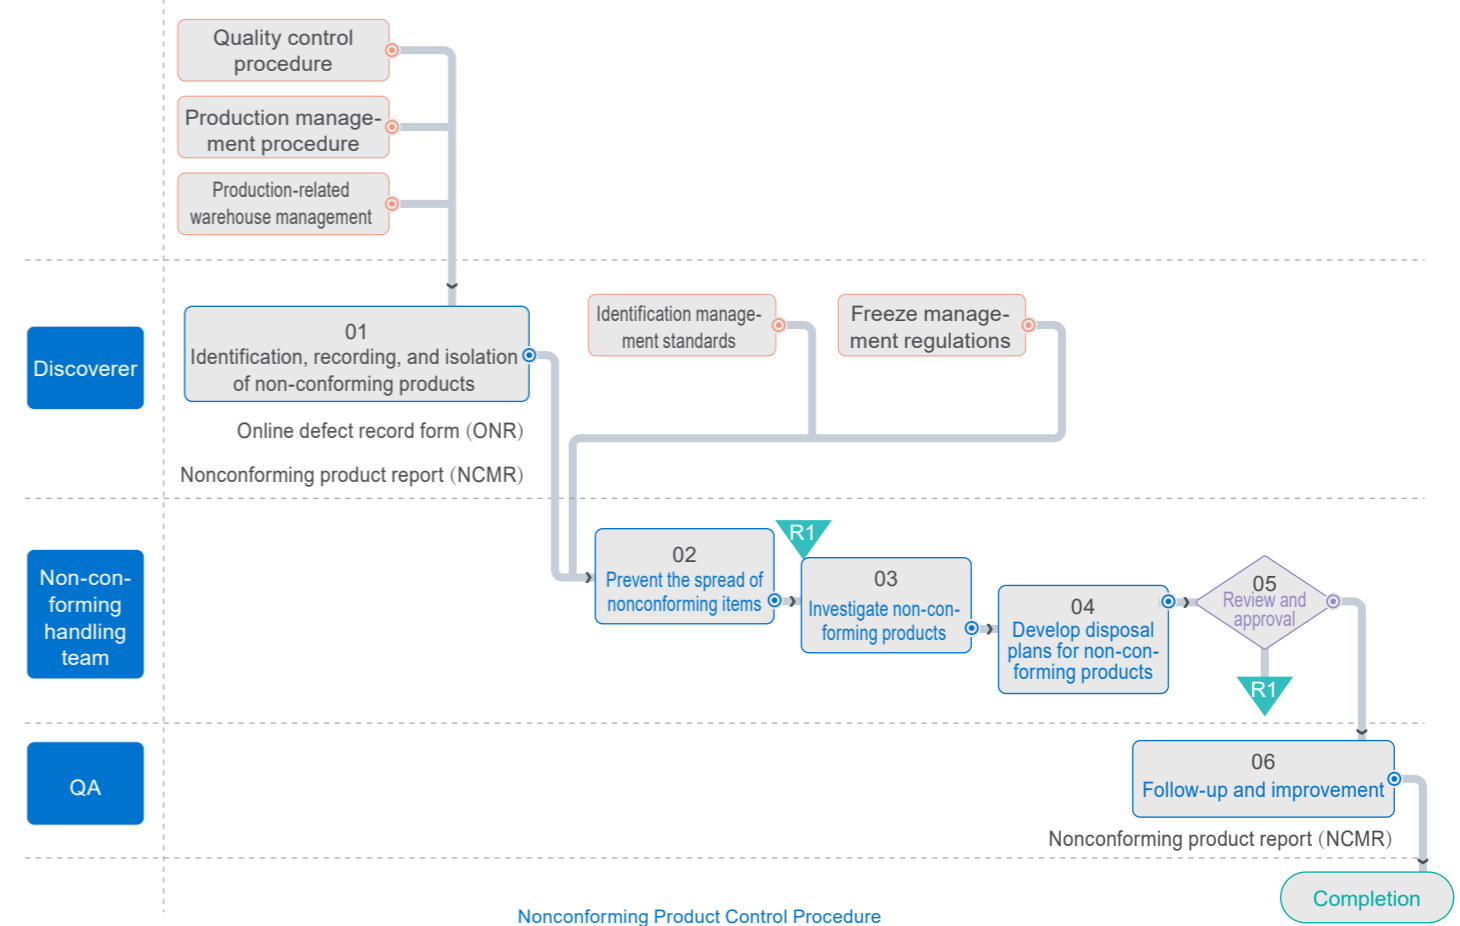 Quality control
procedure
Production manage-
ment procedure
Production-related
warehouse management
Discoverer
01
Identification, recording, and isolation
of non-conforming products
Online defect record form (ONR)
Nonconforming product report (NCMR)
Identification manage-
ment standards
Freeze manage-
ment regulations
Non-con-
forming
handling
team
02
Prevent the spread of
nonconforming items
R1
03
Investigate non-con-
forming products
04
Develop disposal
plans for non-con-
forming products
05
Review and
approval
R1
QA
06
Follow-up and improvement
Nonconforming product report (NCMR)
Completion
Nonconforming Product Control Procedure